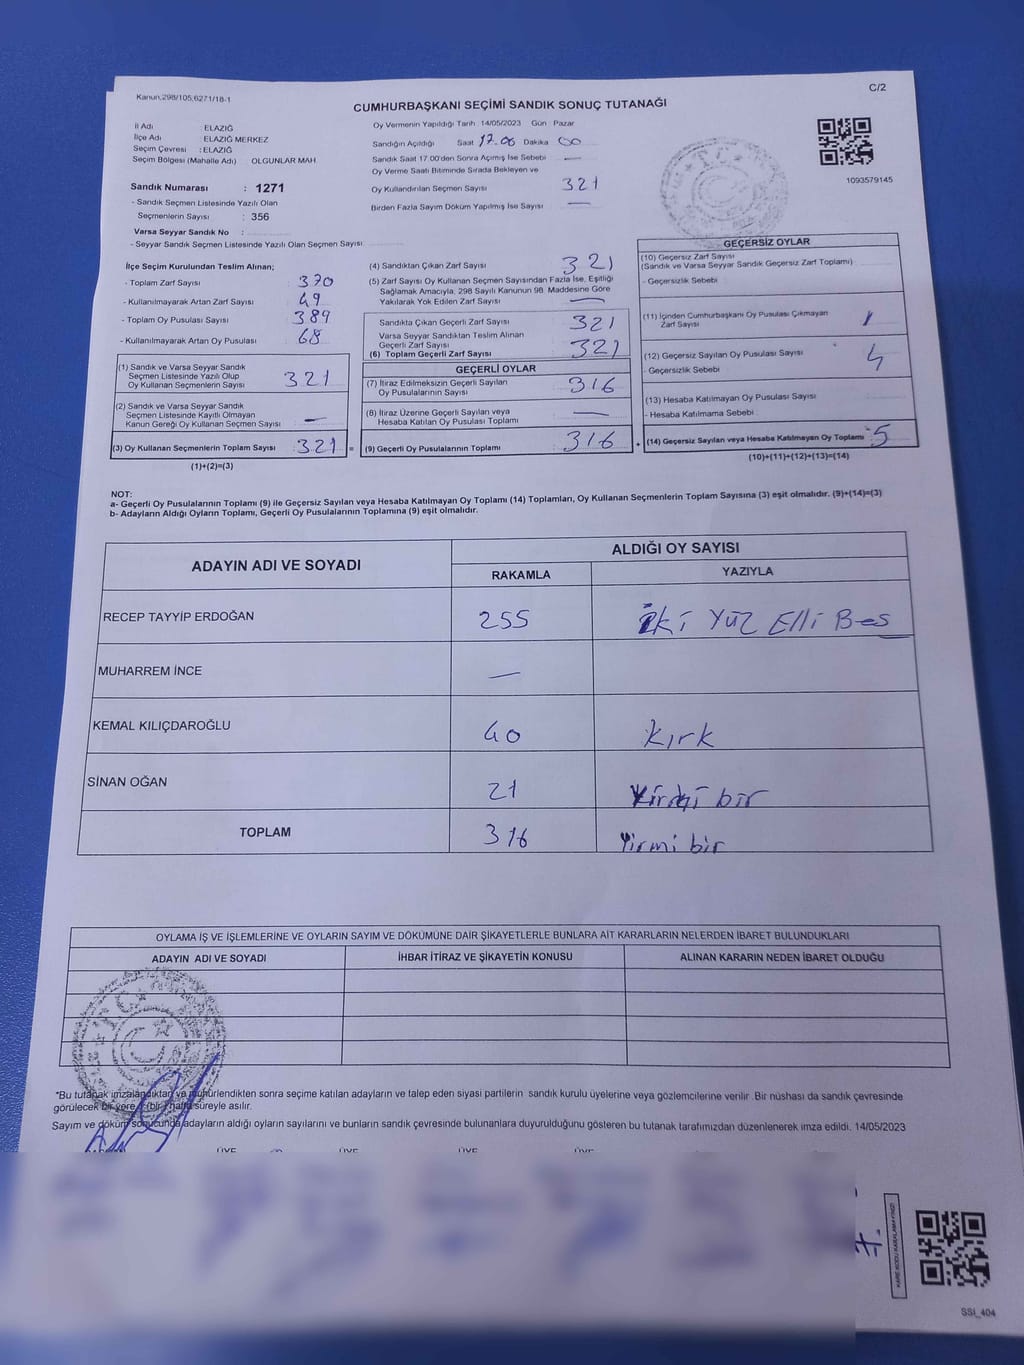 Kanun:298/105;6271/18-1
C/2
CUMHURBAŞKANI SEÇİMİ SANDIK SONUÇ TUTANAĞI
İl Adı : ELAZIĞ
İlçe Adı : ELAZIĞ MERKEZ
Seçim Çevresi : ELAZIĞ
Seçim Bölgesi (Mahalle Adı) : OLGUNLAR MAH.
Sandık Numarası : 1271
- Sandık Seçmen Listesinde Yazılı Olan
Seçmenlerin Sayısı : 356
Varsa Seyyar Sandık No :
- Seyyar Sandık Seçmen Listesinde Yazılı Olan Seçmen Sayısı
Oy Vermenin Yapıldığı Tarih :14/05/2023 Gün Pazar
Sandığın Açıldığı Saat 17.06 Dakika 00
Sandık Saat 17.00'den Sonra Açımış İse Sebebi —
Oy Verme Saati Bitiminde Sırada Bekleyen ve
Oy Kullandırılan Seçmen Sayısı 321
Birden Fazla Sayım Döküm Yapılmış İse Sayısı —
1093579145
İlçe Seçim Kurulundan Teslim Alınan;
- Toplam Zarf Sayısı 370
- Kullanılmayarak Artan Zarf Sayısı 49
- Toplam Oy Pusulası Sayısı 389
- Kullanılmayarak Artan Oy Pusulası 68
(1) Sandık ve Varsa Seyyar Sandık
Seçmen Listesinde Yazılı Olup
Oy Kullanan Seçmenlerin Sayısı 321
(2) Sandık ve Varsa Seyyar Sandık
Seçmen Listesinde Kayıtlı Olmayan
Kanun Gereği Oy Kullanan Seçmen Sayısı —
(3) Oy Kullanan Seçmenlerin Toplam Sayısı : 321 =
(1)+(2)=(3)
(4) Sandıktan Çıkan Zarf Sayısı 321
(5) Zarf Sayısı Oy Kullanan Seçmen Sayısından Fazla İse, Eşitliği
Sağlamak Amacıyla, 298 Sayılı Kanunun 98. Maddesine Göre
Yakılarak Yok Edilen Zarf Sayısı —
Sandıkta Çıkan Geçerli Zarf Sayısı 321
Varsa Seyyar Sandıktan Teslim Alınan
Geçerli Zarf Sayısı
(6) Toplam Geçerli Zarf Sayısı 321
GEÇERLİ OYLAR
(7) İtiraz Edilmeksizin Geçerli Sayılan
Oy Pusulalarının Sayısı 316
(8) İtiraz Üzerine Geçerli Sayılan veya
Hesaba Katılan Oy Pusulası Toplamı —
(9) Geçerli Oy Pusulalarının Toplamı 316 +
GEÇERSİZ OYLAR
(10) Geçersiz Zarf Sayısı
(Sandık ve Varsa Seyyar Sandık Geçersiz Zarf Toplamı)
- Geçersizlik Sebebi
(11) İçinden Cumhurbaşkanı Oy Pusulası Çıkmayan
Zarf Sayısı 1
(12) Geçersiz Sayılan Oy Pusulası Sayısı 4
- Geçersizlik Sebebi
(13) Hesaba Katılmayan Oy Pusulası Sayısı
- Hesaba Katılmama Sebebi
(14) Geçersiz Sayılan veya Hesaba Katılmayan Oy Toplamı : 5
(10)+(11)+(12)+(13)=(14)
NOT:
a- Geçerli Oy Pusulalarının Toplamı (9) ile Geçersiz Sayılan veya Hesaba Katılmayan Oy Toplamı (14) Toplamları, Oy Kullanan Seçmenlerin Toplam Sayısına (3) eşit olmalıdır. (9)+(14)=(3)
b- Adayların Aldığı Oyların Toplamı, Geçerli Oy Pusulalarının Toplamına (9) eşit olmalıdır.
ADAYIN ADI VE SOYADI
ALDIĞI OY SAYISI
RAKAMLA YAZIYLA
RECEP TAYYİP ERDOĞAN 255 iki Yüz Elli Bes
MUHARREM İNCE —
KEMAL KILIÇDAROĞLU 40 kırk
SİNAN OĞAN 21 Yirmi bir
TOPLAM 316 Yirmi bir
OYLAMA İŞ VE İŞLEMLERİNE VE OYLARIN SAYIM VE DÖKÜMÜNE DAİR ŞİKAYETLERLE BUNLARA AİT KARARLARIN NELERDEN İBARET BULUNDUKLARI
ADAYIN ADI VE SOYADI İHBAR İTİRAZ VE ŞİKAYETİN KONUSU ALINAN KARARIN NEDEN İBARET OLDUĞU
*Bu tutanak imzalandıktan ve mühürlendikten sonra seçime katılan adayların ve talep eden siyasi partilerin sandık kurulu üyelerine veya gözlemcilerine verilir. Bir nüshası da sandık çevresinde
görülecek bir yere (bir) hafta süreyle asılır.
Sayım ve döküm sonucunda adayların aldığı oyların sayılarını ve bunların sandık çevresinde bulunanlara duyurulduğunu gösteren bu tutanak tarafımızdan düzenlenerek imza edildi. 14/05/2023
ÜYE ÜYE ÜYE ÜYE
SSİ_404